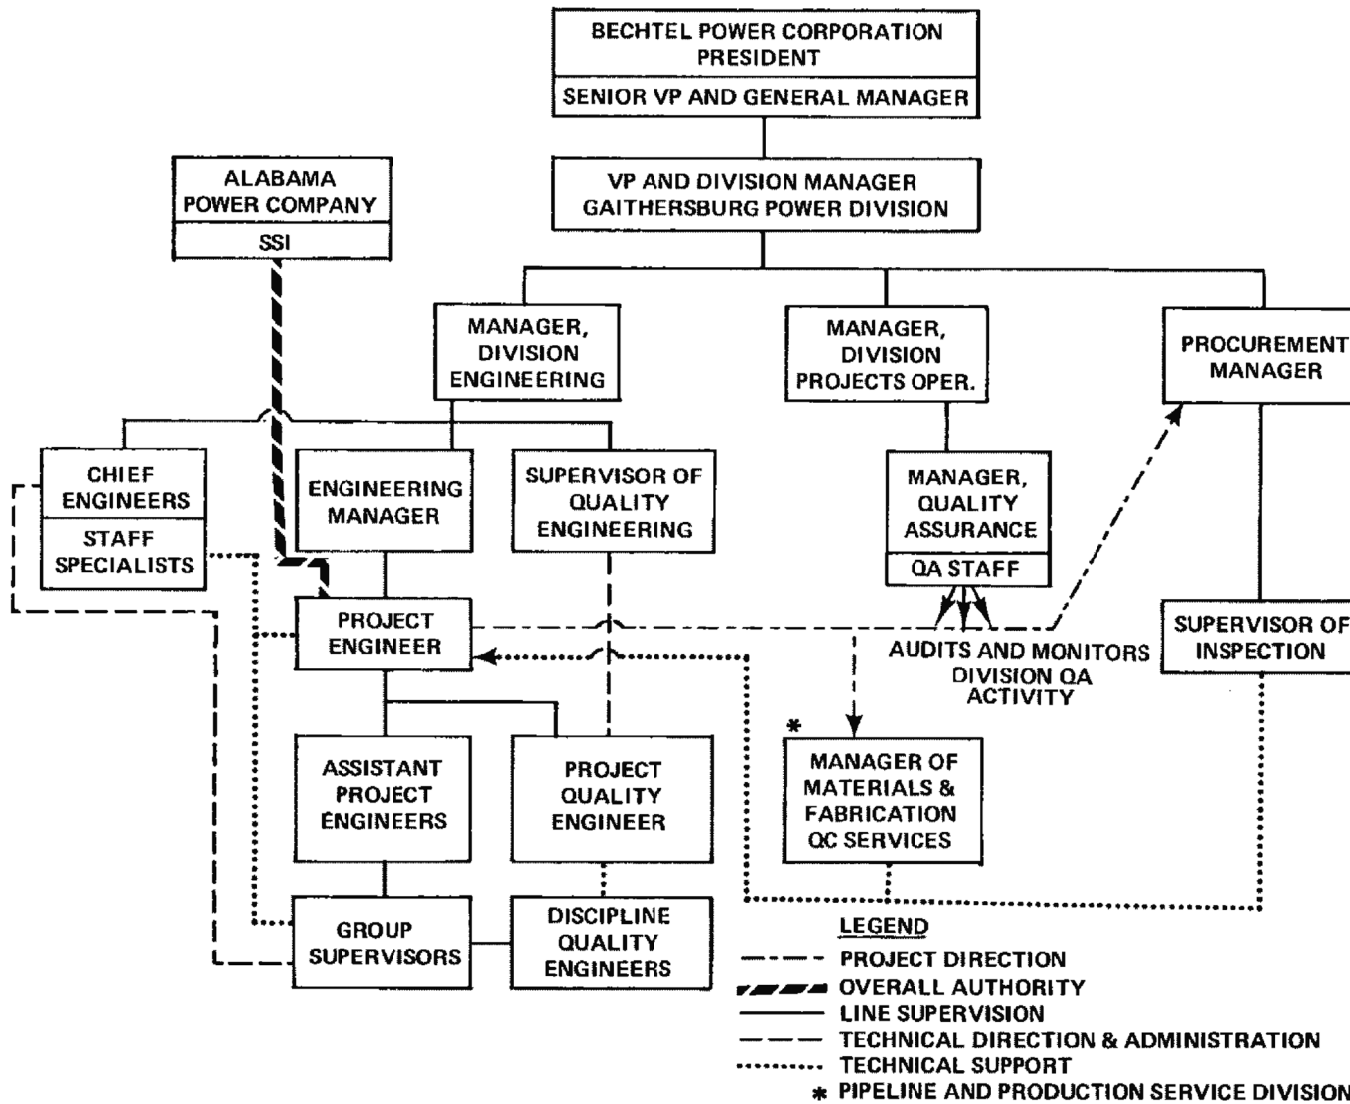 BECHTEL POWER CORPORATION
PRESIDENT
SENIOR VP AND GENERAL MANAGER
ALABAMA
POWER COMPANY
SSI
VP AND DIVISION MANAGER
GAITHERSBURG POWER DIVISION
MANAGER,
DIVISION
ENGINEERING
MANAGER,
DIVISION
PROJECTS OPER.
PROCUREMENT
MANAGER
CHIEF
ENGINEERS
STAFF
SPECIALISTS
ENGINEERING
MANAGER
SUPERVISOR OF
QUALITY
ENGINEERING
MANAGER,
QUALITY
ASSURANCE
QA STAFF
PROJECT
ENGINEER
AUDITS AND MONITORS
DIVISION QA
ACTIVITY
SUPERVISOR OF
INSPECTION
ASSISTANT
PROJECT
ENGINEERS
PROJECT
QUALITY
ENGINEER
*
MANAGER OF
MATERIALS &
FABRICATION
QC SERVICES
GROUP
SUPERVISORS
DISCIPLINE
QUALITY
ENGINEERS
LEGEND
PROJECT DIRECTION
OVERALL AUTHORITY
LINE SUPERVISION
TECHNICAL DIRECTION & ADMINISTRATION
TECHNICAL SUPPORT
* PIPELINE AND PRODUCTION SERVICE DIVISION